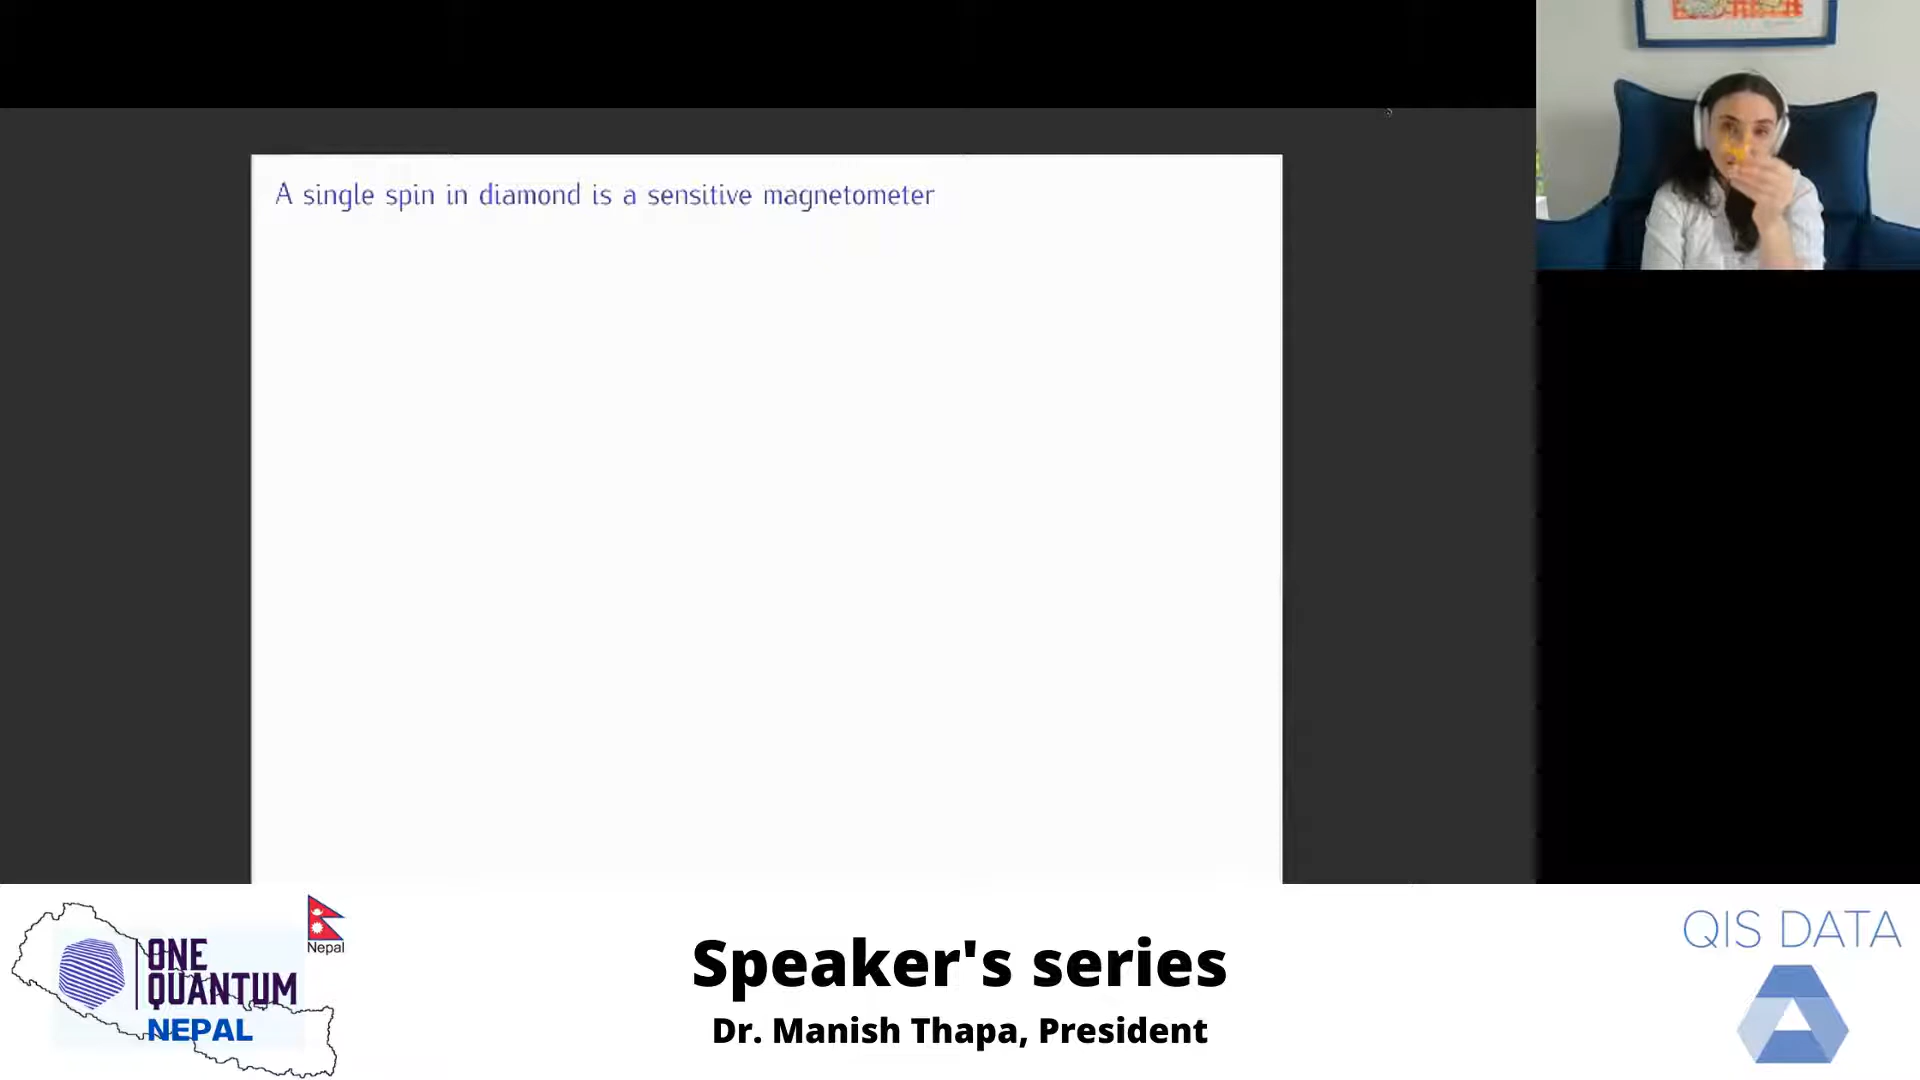 A single spin in diamond is a sensitive magnetometer
Nepal
ONE
QUANTUM
NEPAL
Speaker's series
Dr. Manish Thapa, President
QIS DATA